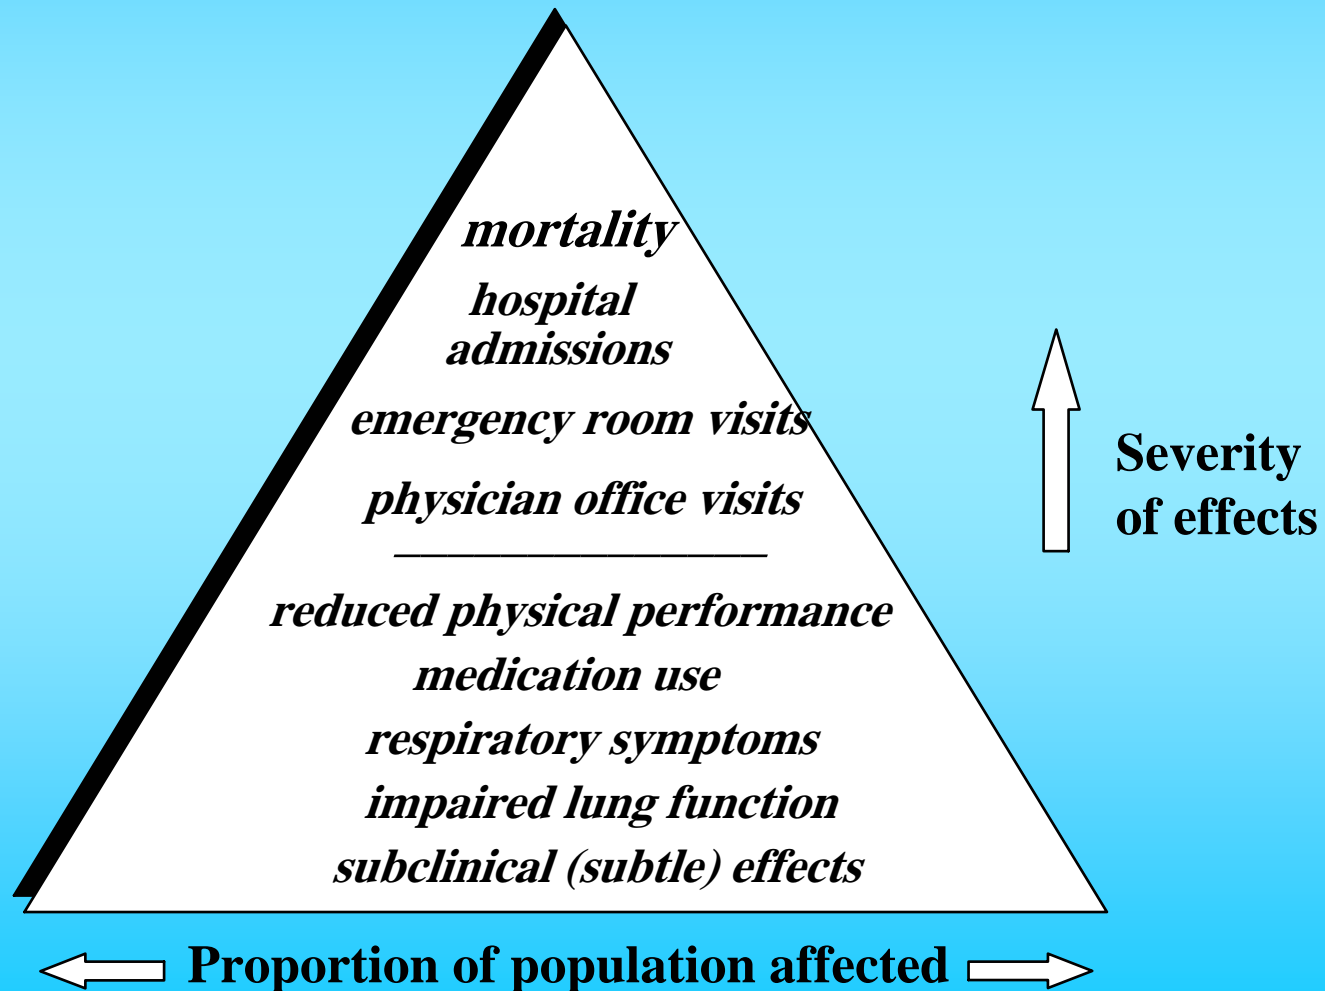 mortality
hospital
admissions
emergency room visits
physician office visits
reduced physical performance
medication use
respiratory symptoms
impaired lung function
subclinical (subtle) effects
Severity
of effects
Proportion of population affected